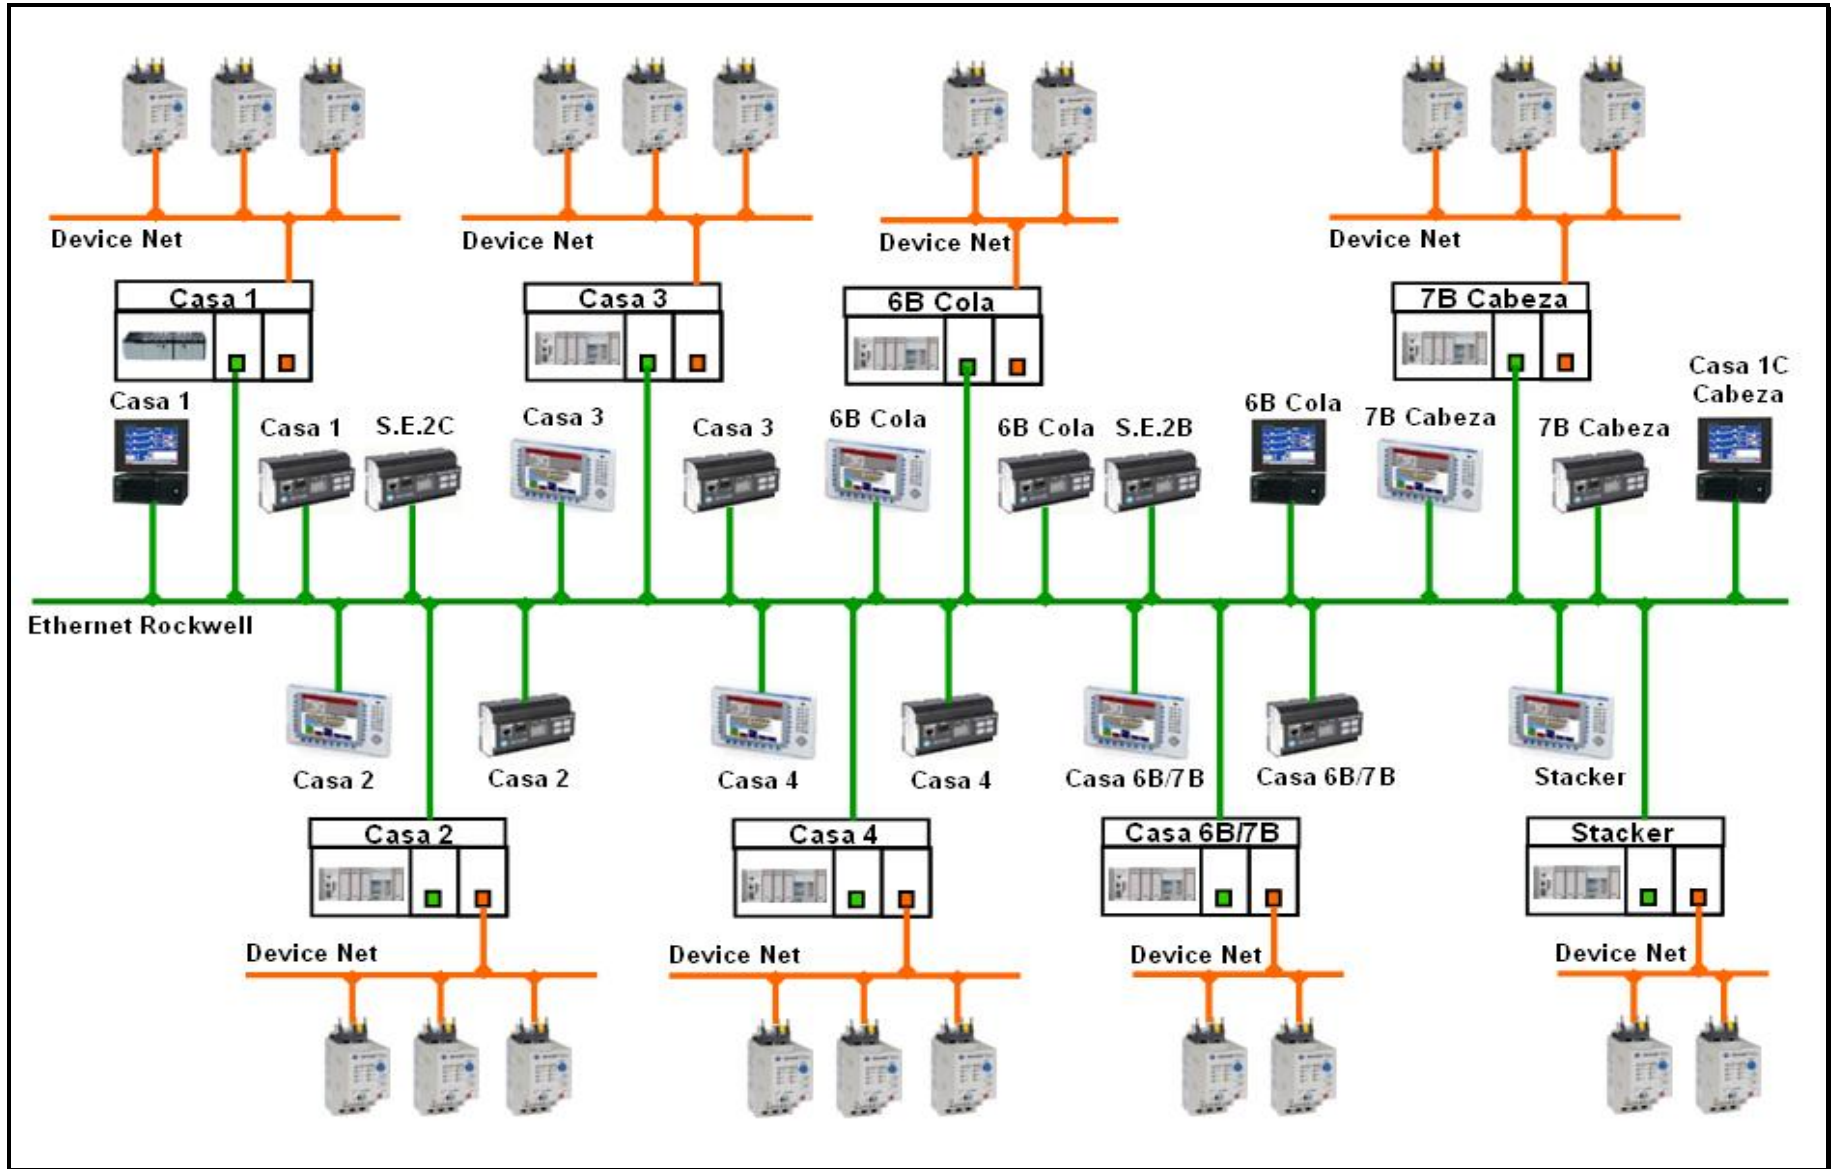 Device Net
Device Net
Device Net
Device Net
Casa 1
Casa 3
6B Cola
7B Cabeza
Casa 1
Casa 1
S.E.2C
Casa 3
Casa 3
6B Cola
6B Cola
S.E.2B
6B Cola
7B Cabeza
7B Cabeza
Casa 1C
Cabeza
Ethernet Rockwell
Casa 2
Casa 2
Casa 4
Casa 4
Casa 6B/7B
Casa 6B/7B
Stacker
Casa 2
Casa 4
Casa 6B/7B
Stacker
Device Net
Device Net
Device Net
Device Net